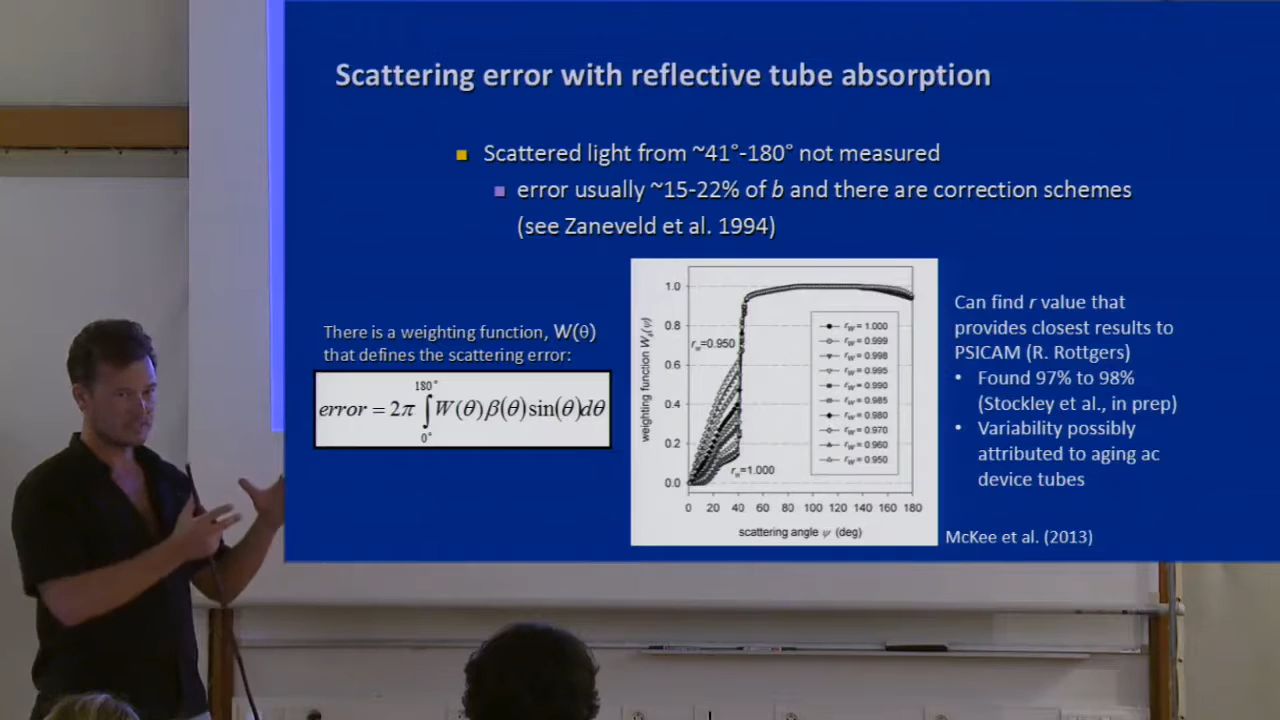 Scattering error with reflective tube absorption
Scattered light from ~41°-180° not measured
error usually ~15-22% of b and there are correction schemes
(see Zaneveld et al. 1994)
There is a weighting function, W(θ)
that defines the scattering error:
error = 2π ∫ W(θ)β(θ)sin(θ)dθ
180°
0°
weighting function Wₐ(ψ)
1.0
0.8
0.6
0.4
0.2
0.0
0 20 40 60 80 100 120 140 160 180
scattering angle ψ (deg)
r_w=0.950
r_w=1.000
r_W = 1.000
r_W = 0.999
r_W = 0.998
r_W = 0.995
r_W = 0.990
r_W = 0.985
r_W = 0.980
r_W = 0.970
r_W = 0.960
r_W = 0.950
Can find r value that
provides closest results to
PSICAM (R. Rottgers)
• Found 97% to 98%
(Stockley et al., in prep)
• Variability possibly
attributed to aging ac
device tubes
McKee et al. (2013)